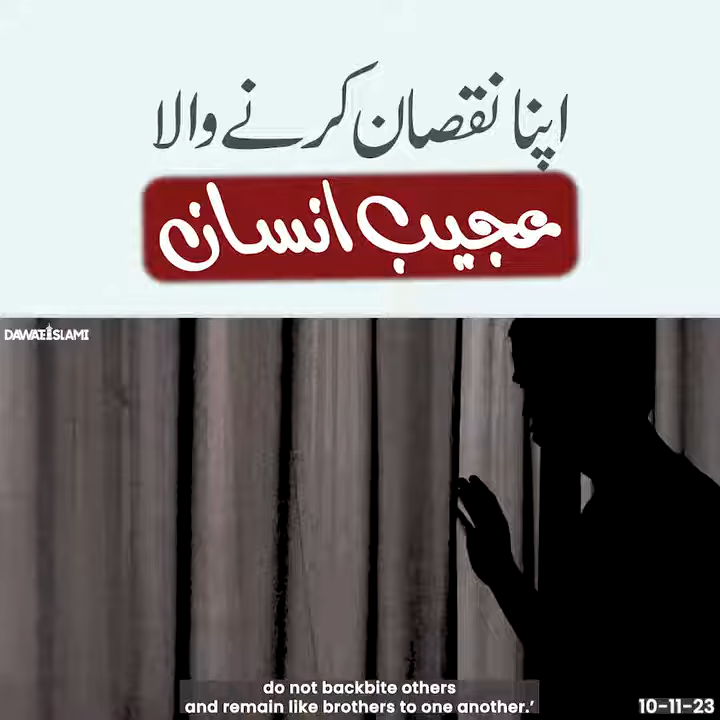 اپنا نقصان کرنے والا
عجیب انسان
DAWATEISLAMI
do not backbite others
and remain like brothers to one another.’
10-11-23